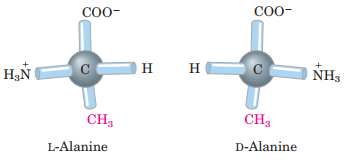 COO⁻ COO⁻
H₃N⁺ C H H C N⁺H₃
CH₃ CH₃
L-Alanine D-Alanine